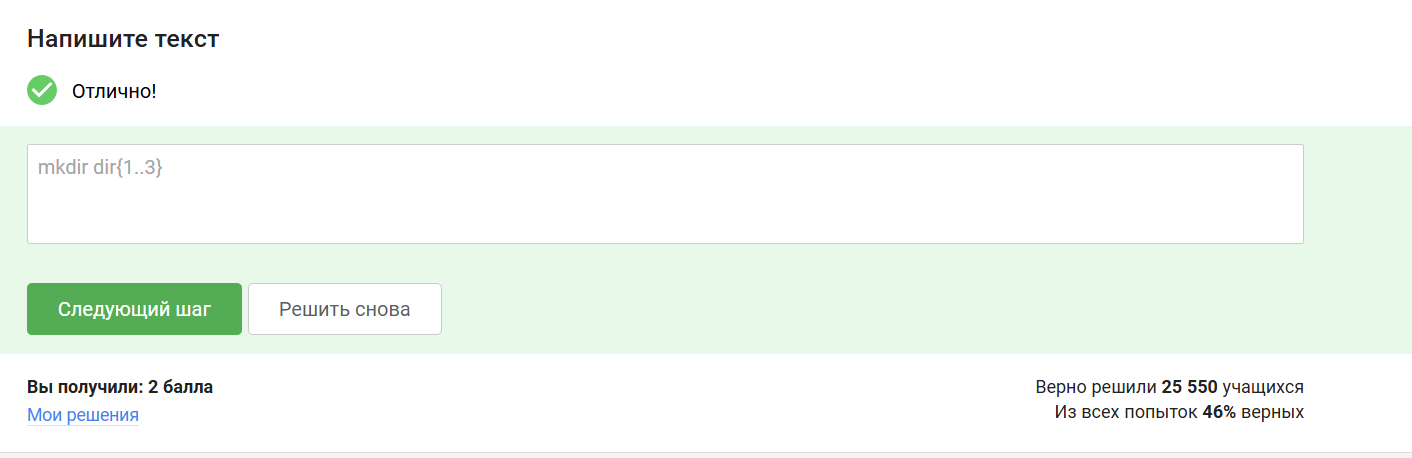 Напишите текст
Отлично!
mkdir dir{1..3}
Следующий шаг
Решить снова
Вы получили: 2 балла
Мои решения
Верно решили 25 550 учащихся
Из всех попыток 46% верных